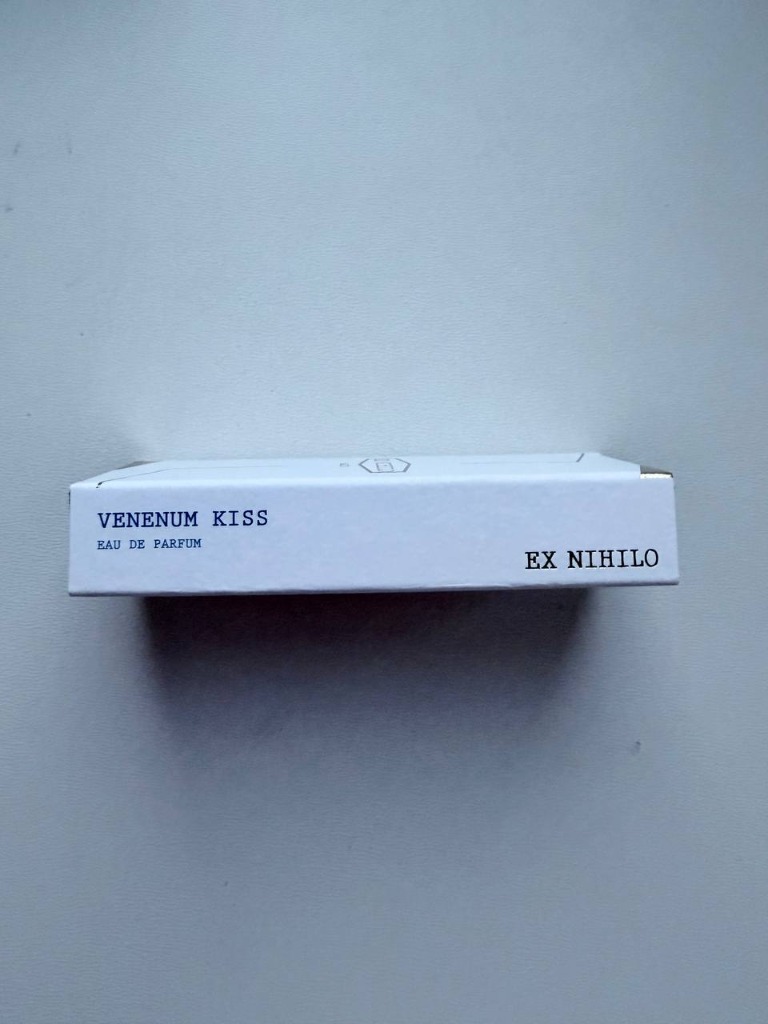 VENENUM KISS
EAU DE PARFUM
EX NIHILO